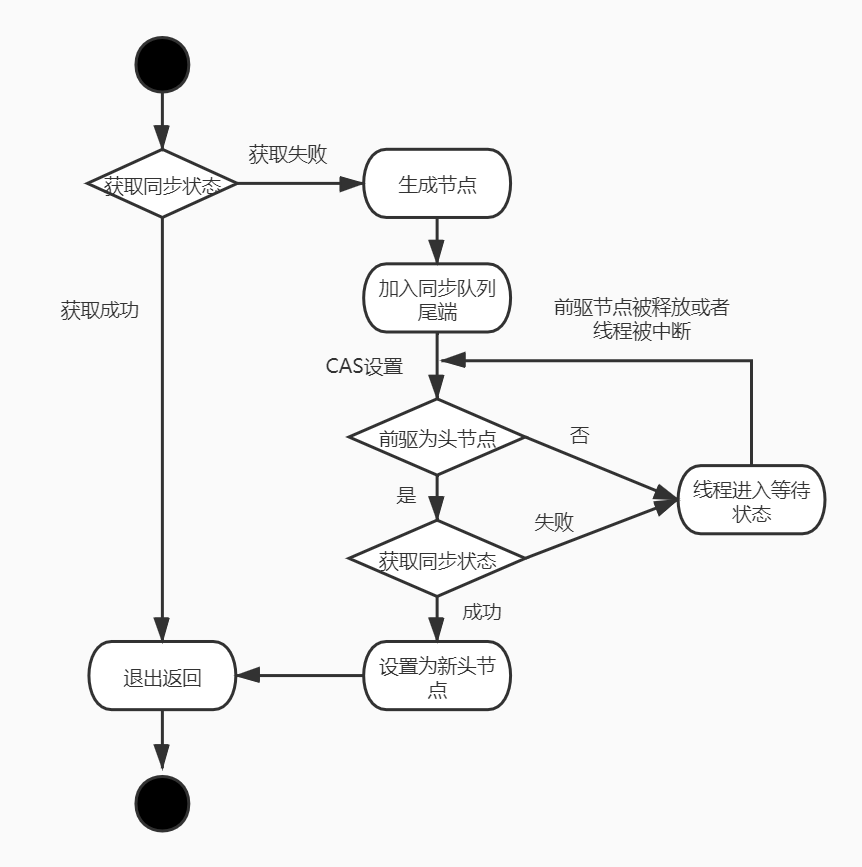 获取失败
获取同步状态
生成节点
加入同步队列
尾端
获取成功
前驱节点被释放或者
线程被中断
CAS设置
前驱为头节点
否
是
线程进入等待
状态
失败
获取同步状态
成功
设置为新头节
点
退出返回